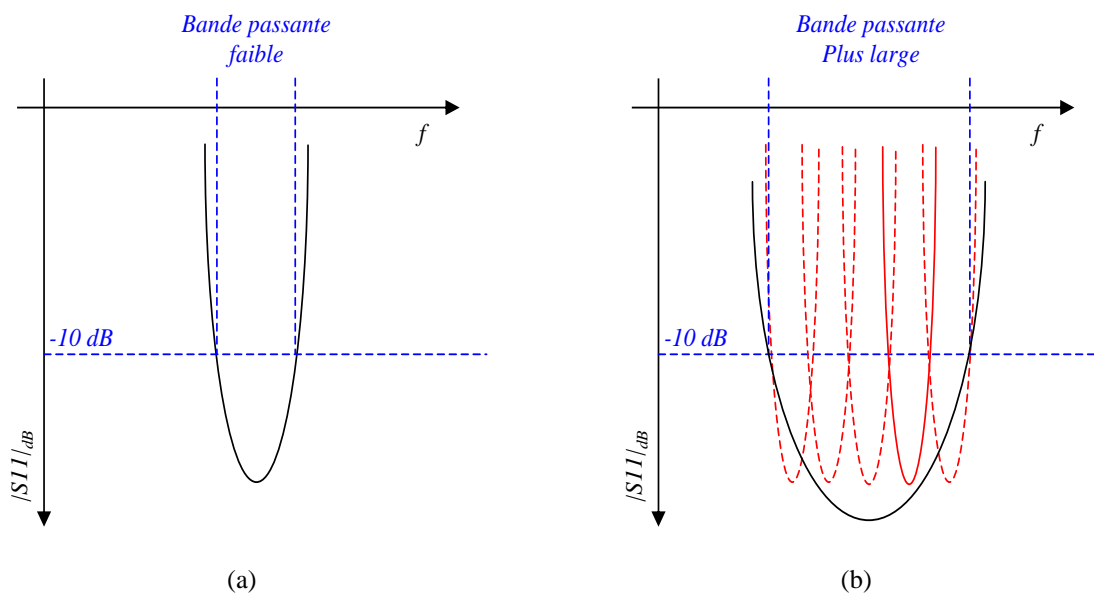 Bande passante
faible
f
-10 dB
|S11|dB
(a)
Bande passante
Plus large
f
-10 dB
|S11|dB
(b)